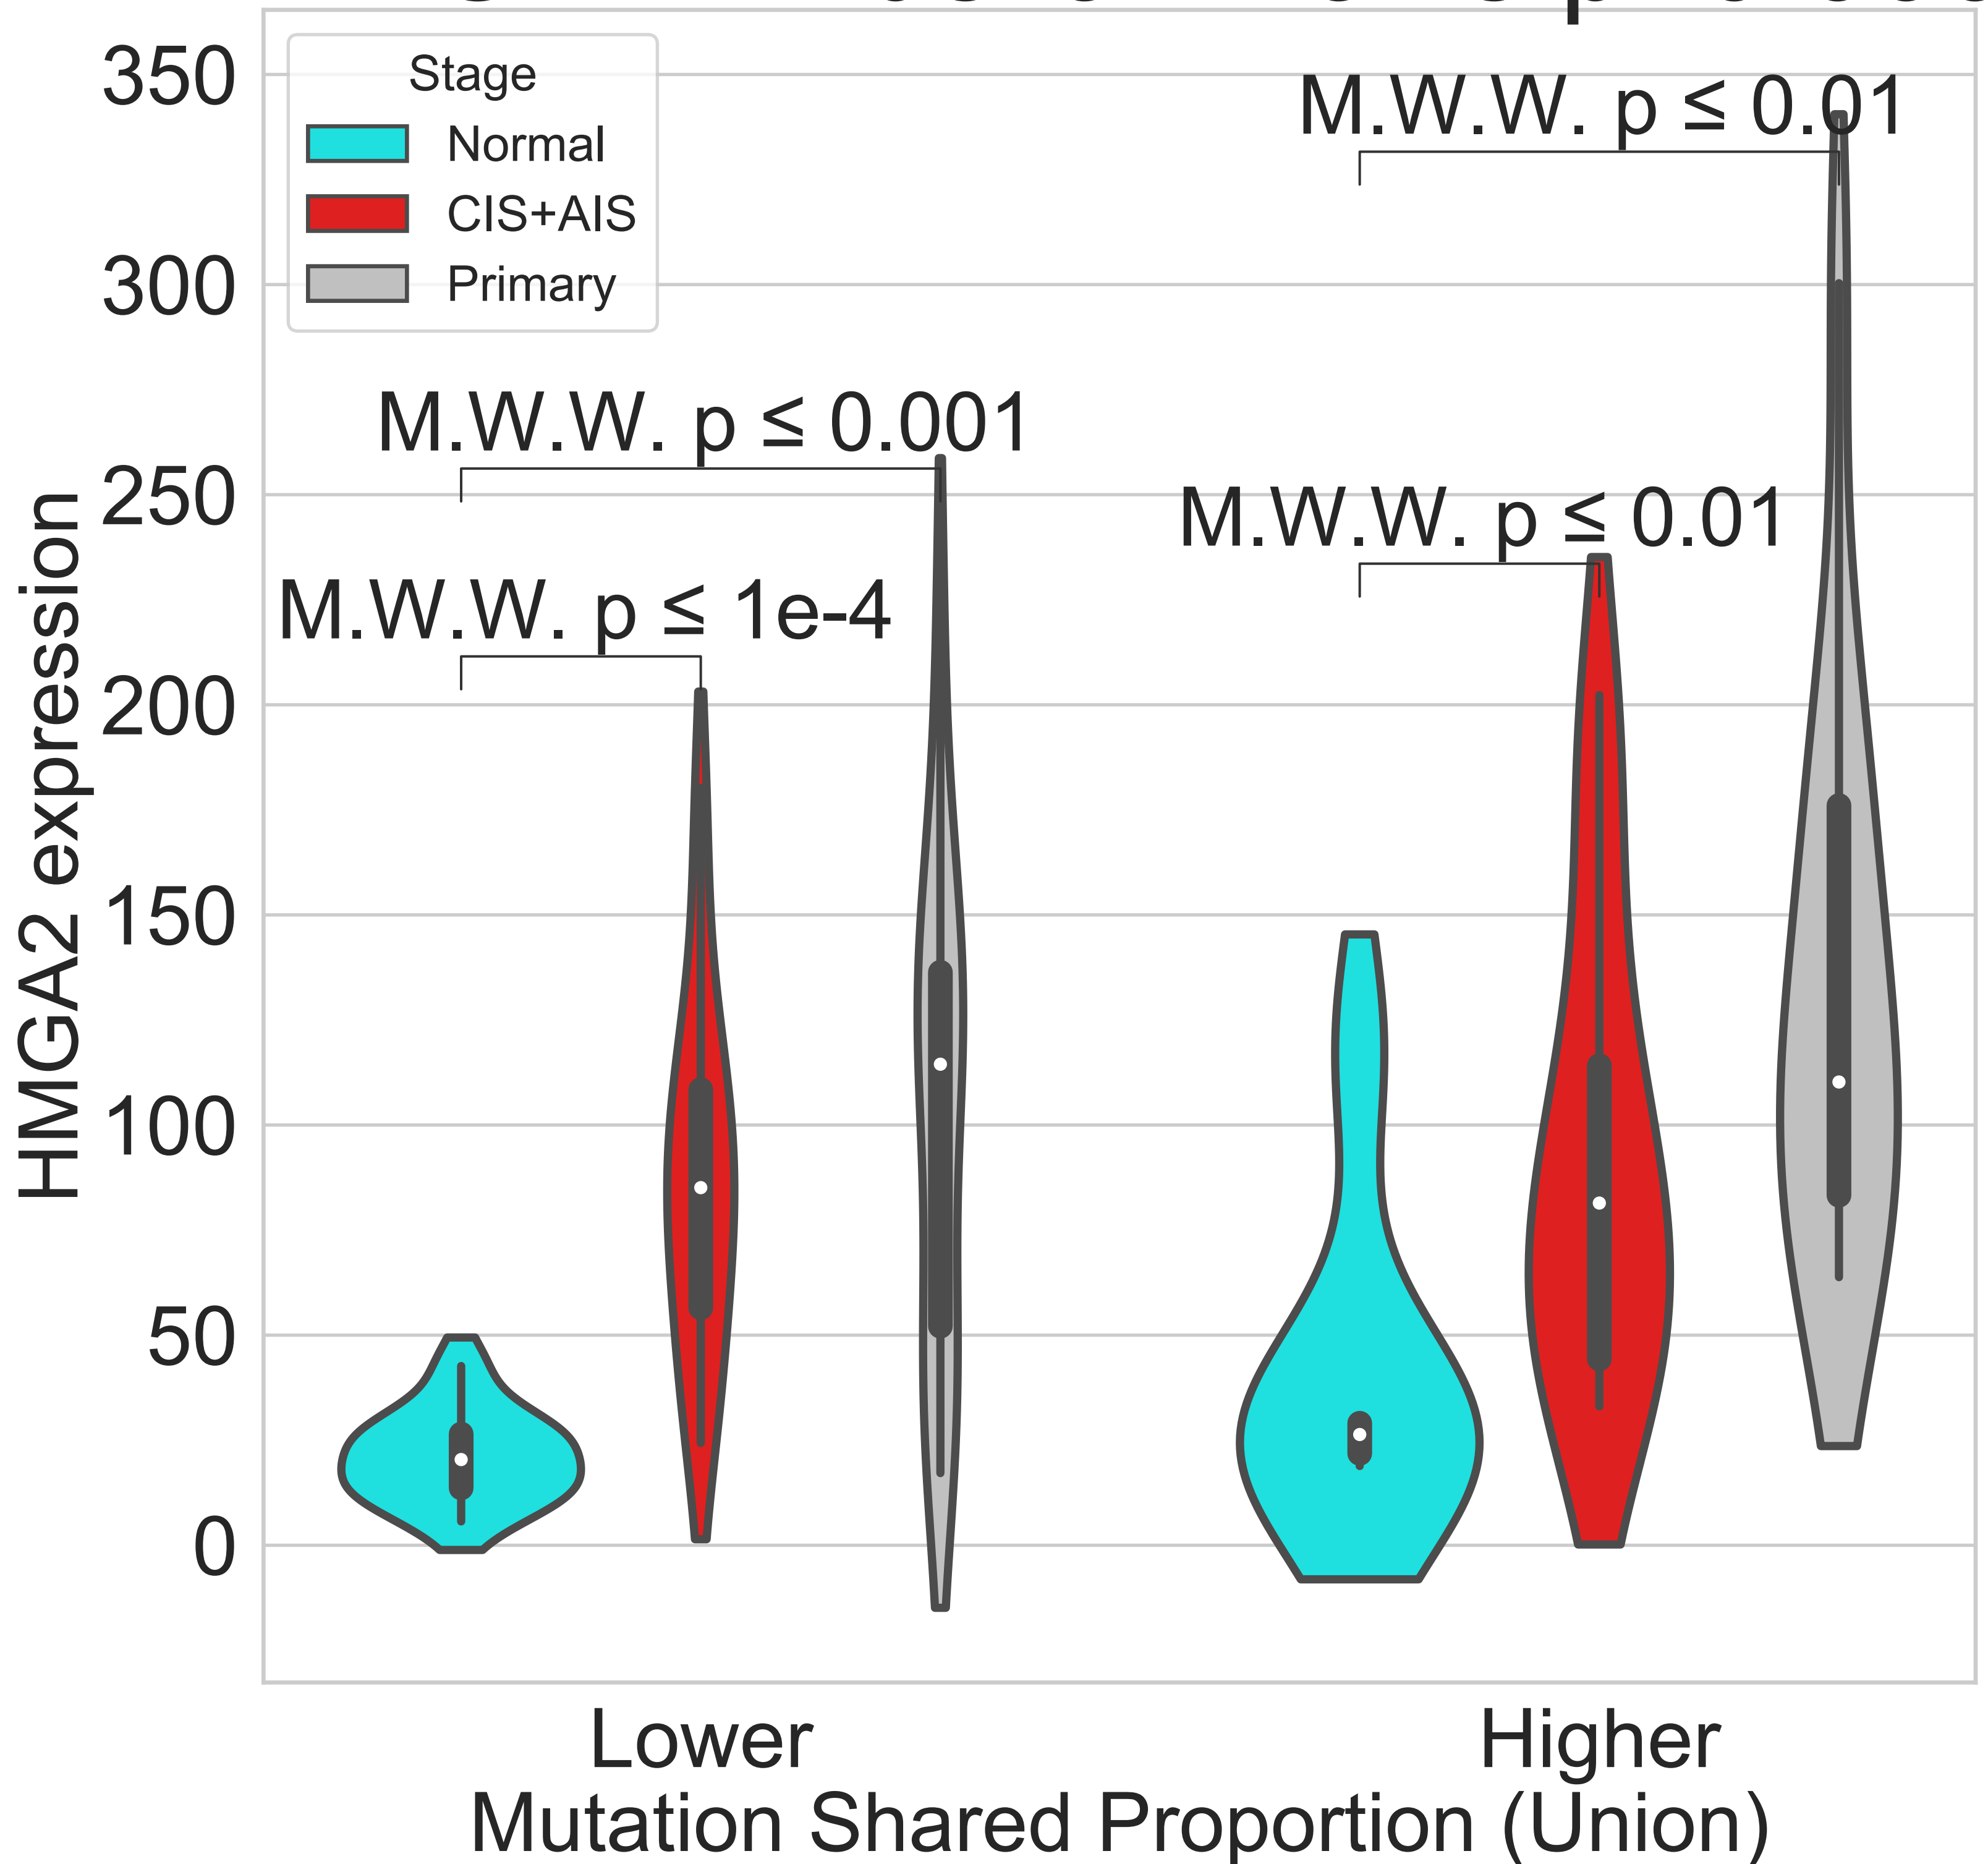 Stage
Normal
CIS+AIS
Primary
M.W.W. p ≤ 0.01
M.W.W. p ≤ 0.001
M.W.W. p ≤ 0.01
M.W.W. p ≤ 1e-4
350
300
250
200
150
100
50
0
HMGA2 expression
Lower
Higher
Mutation Shared Proportion (Union)